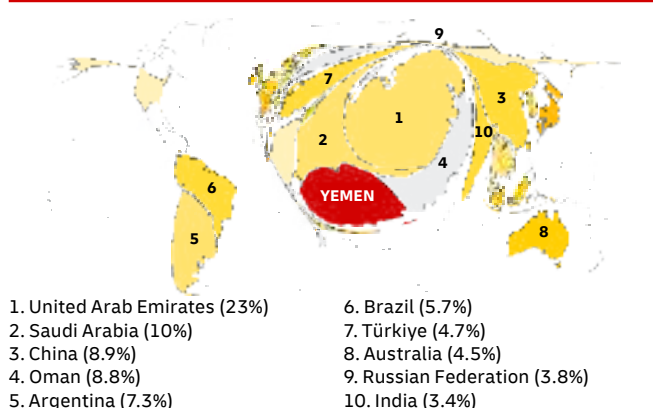 9
7
3
1
10
2
4
YEMEN
6
5
8
1. United Arab Emirates (23%)
2. Saudi Arabia (10%)
3. China (8.9%)
4. Oman (8.8%)
5. Argentina (7.3%)
6. Brazil (5.7%)
7. Türkiye (4.7%)
8. Australia (4.5%)
9. Russian Federation (3.8%)
10. India (3.4%)